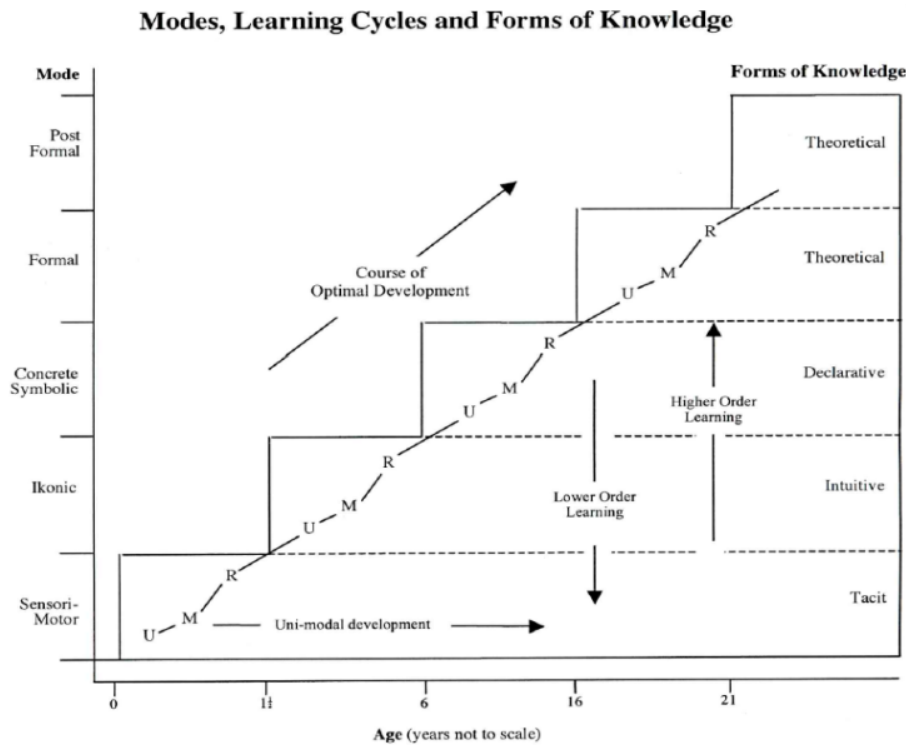 Modes, Learning Cycles and Forms of Knowledge
Mode
Forms of Knowledge
Post
Formal
Theoretical
R
Formal
Course of
Optimal Development
Theoretical
M
U
R
Concrete
Symbolic
Declarative
M
Higher Order
Learning
U
R
Ikonic
Intuitive
Lower Order
Learning
M
U
R
Sensori-
Motor
Tacit
M
Uni-modal development
U
0
1½
6
16
21
Age (years not to scale)